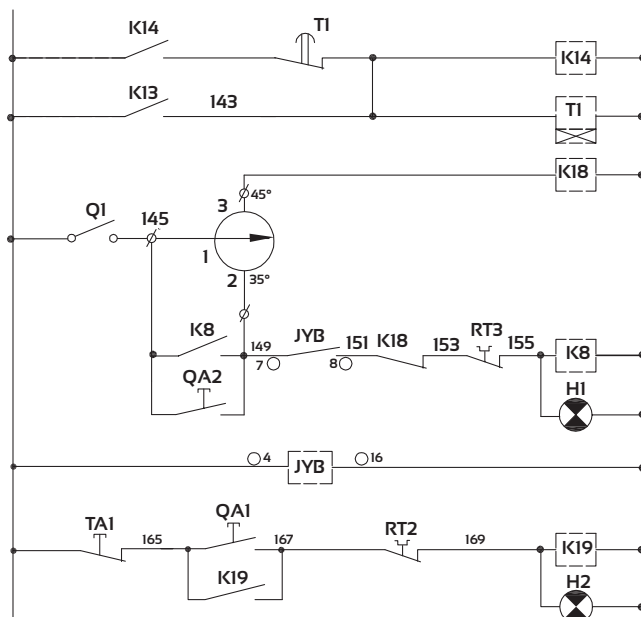 K14 T1 K14
K13 143 T1
K18
3 45°
Q1 145
1
2 35°
K8 149 JYB 151 K18 153 RT3 155 K8
7 8
QA2 H1
4 JYB 16
TA1 165 QA1 167 RT2 169 K19
K19 H2